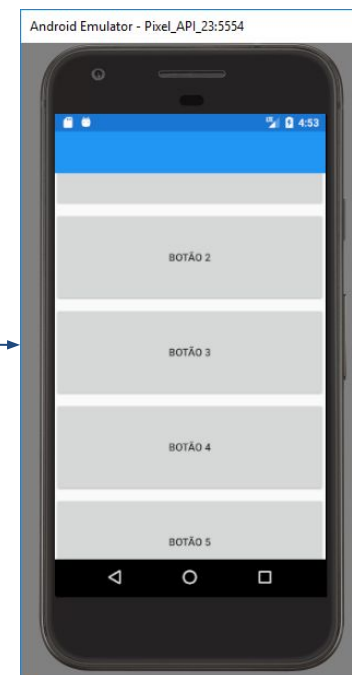 Android Emulator - Pixel_API_23:5554
4:53
BOTÃO 2
BOTÃO 3
BOTÃO 4
BOTÃO 5